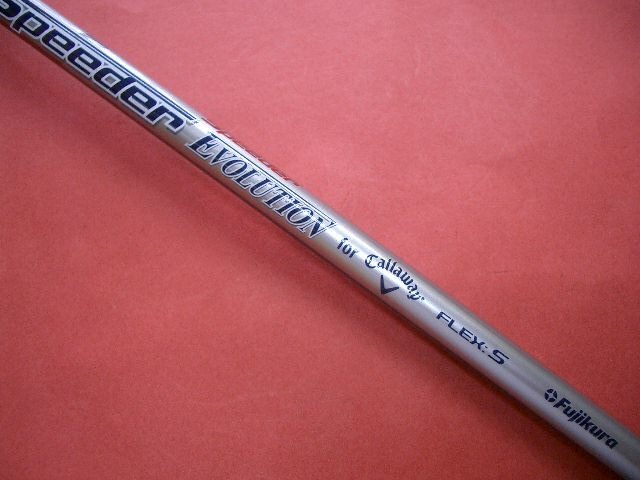 Speeder
EVOLUTION
for Callaway
FLEX: S
Fujikura